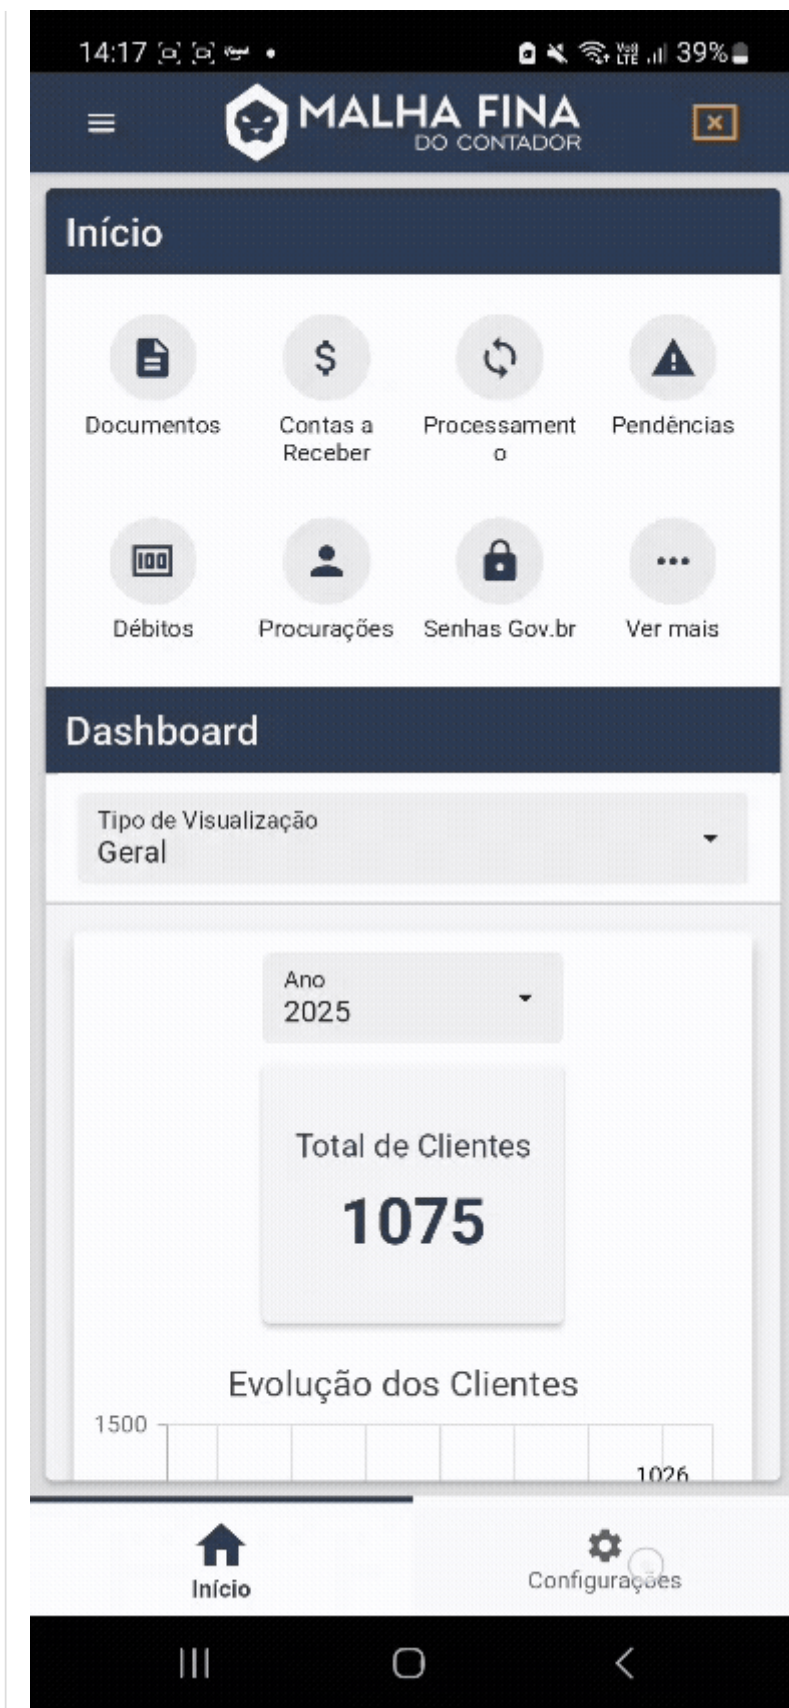 14:17 39%
MALHA FINA
DO CONTADOR
Início
Documentos
Contas a
Receber
Processament
o
Pendências
100
Débitos
Procurações
Senhas Gov.br
Ver mais
Dashboard
Tipo de Visualização
Geral
Ano
2025
Total de Clientes
1075
Evolução dos Clientes
1500
1026
Início
Configurações